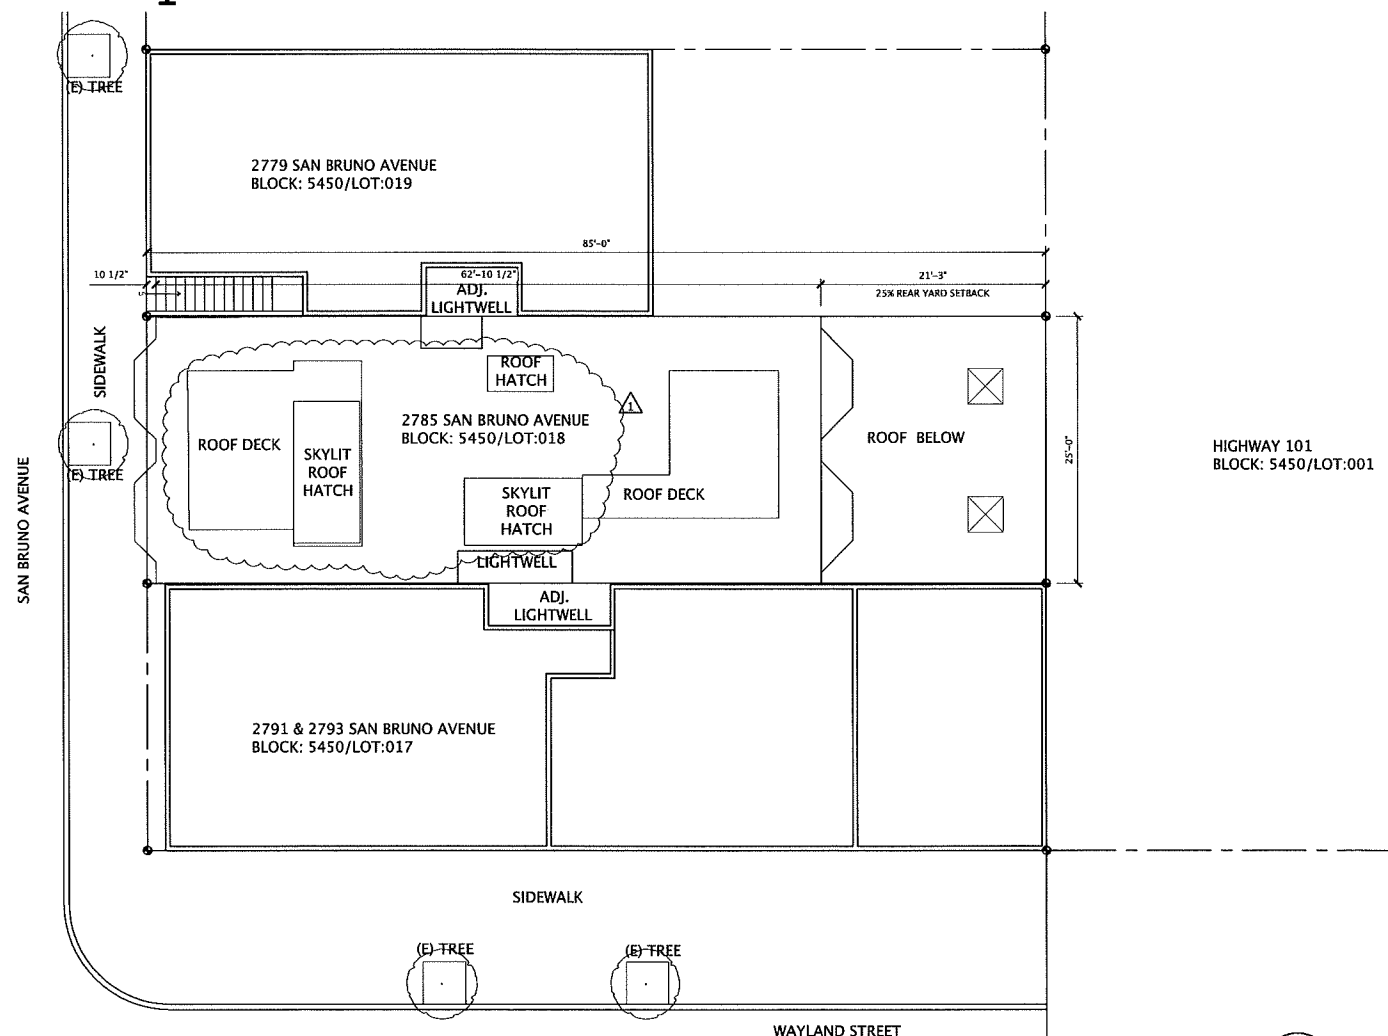 (E) TREE
2779 SAN BRUNO AVENUE
BLOCK: 5450/LOT:019
85'-0"
10 1/2"
62'-10 1/2"
21'-3"
25% REAR YARD SETBACK
ADJ.
LIGHTWELL
SIDEWALK
ROOF
HATCH
1
2785 SAN BRUNO AVENUE
BLOCK: 5450/LOT:018
ROOF DECK
SKYLIT
ROOF
HATCH
ROOF BELOW
25'-0"
HIGHWAY 101
BLOCK: 5450/LOT:001
(E) TREE
SAN BRUNO AVENUE
SKYLIT
ROOF
HATCH
ROOF DECK
LIGHTWELL
ADJ.
LIGHTWELL
2791 & 2793 SAN BRUNO AVENUE
BLOCK: 5450/LOT:017
SIDEWALK
(E) TREE
(E) TREE
WAYLAND STREET